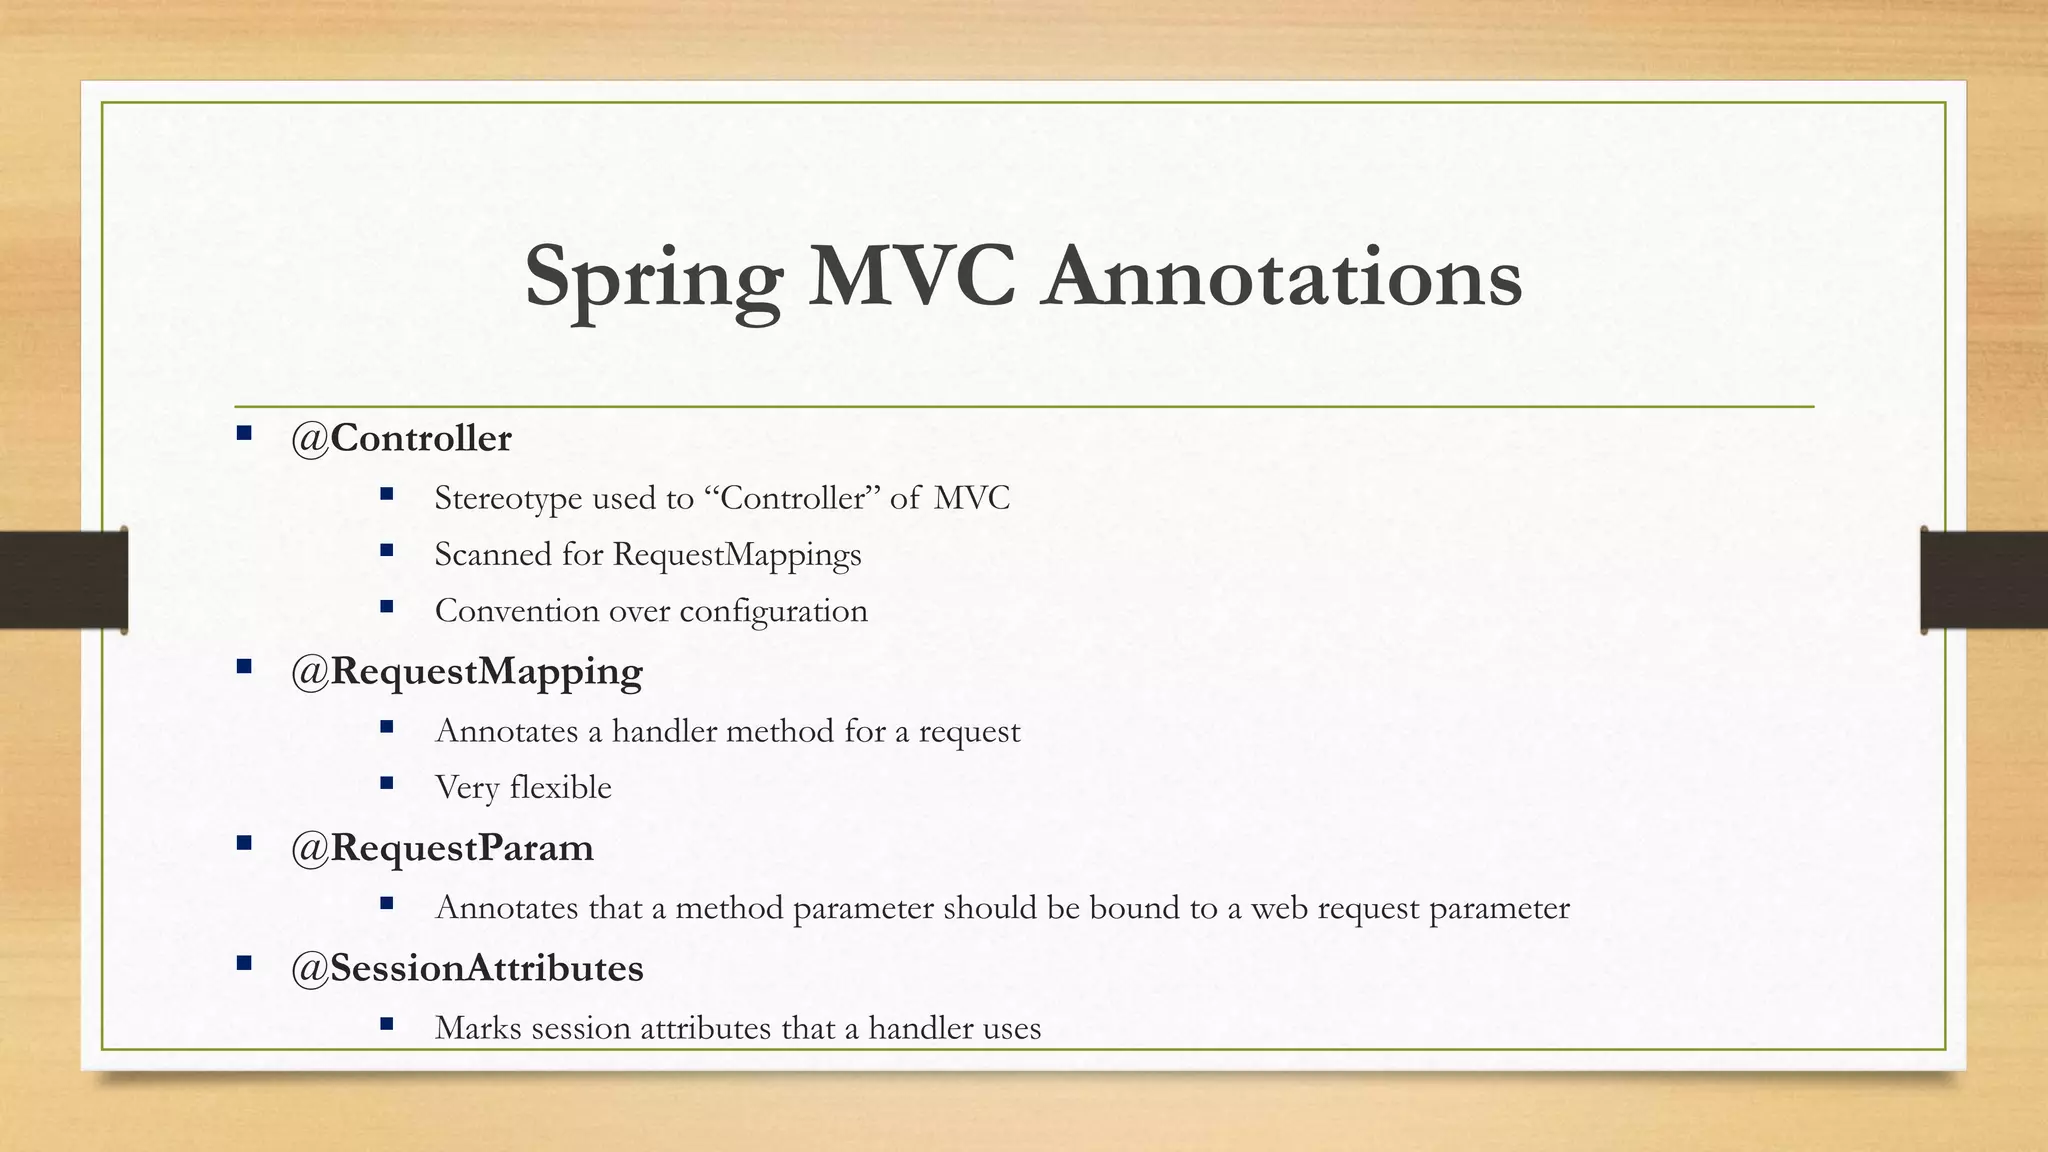 Spring MVC Annotations
@Controller
Stereotype used to “Controller” of MVC
Scanned for RequestMappings
Convention over configuration
@RequestMapping
Annotates a handler method for a request
Very flexible
@RequestParam
Annotates that a method parameter should be bound to a web request parameter
@SessionAttributes
Marks session attributes that a handler uses